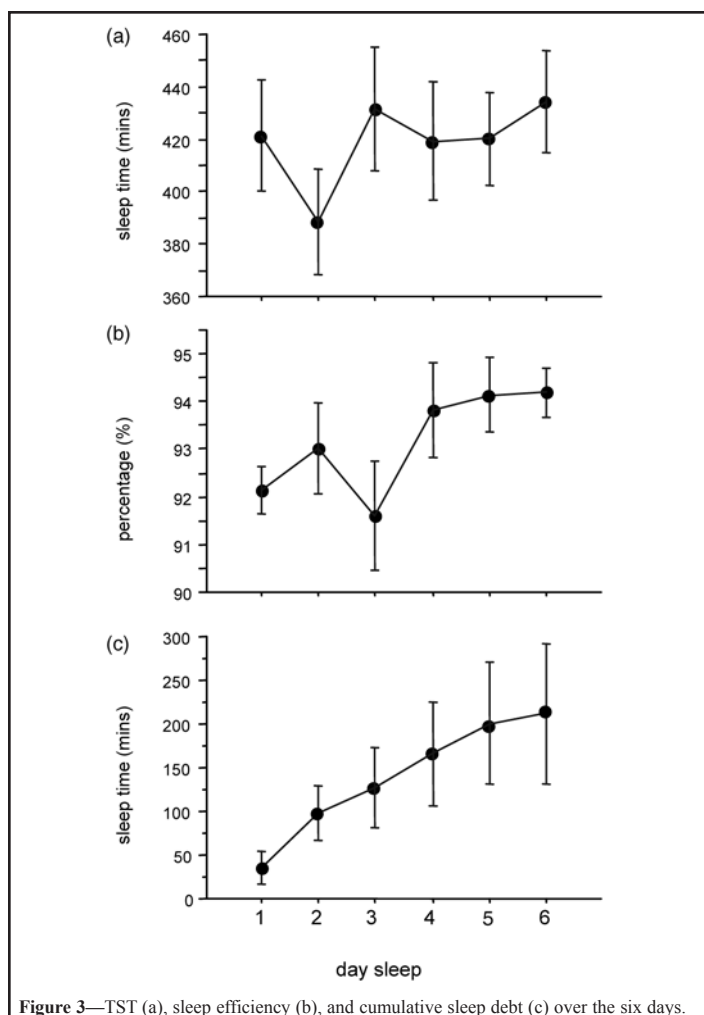 (a)
460
440
420
400
380
360
sleep time (mins)
(b)
95
94
93
92
91
90
percentage (%)
(c)
300
250
200
150
100
50
0
sleep time (mins)
1 2 3 4 5 6
day sleep
Figure 3—TST (a), sleep efficiency (b), and cumulative sleep debt (c) over the six days.